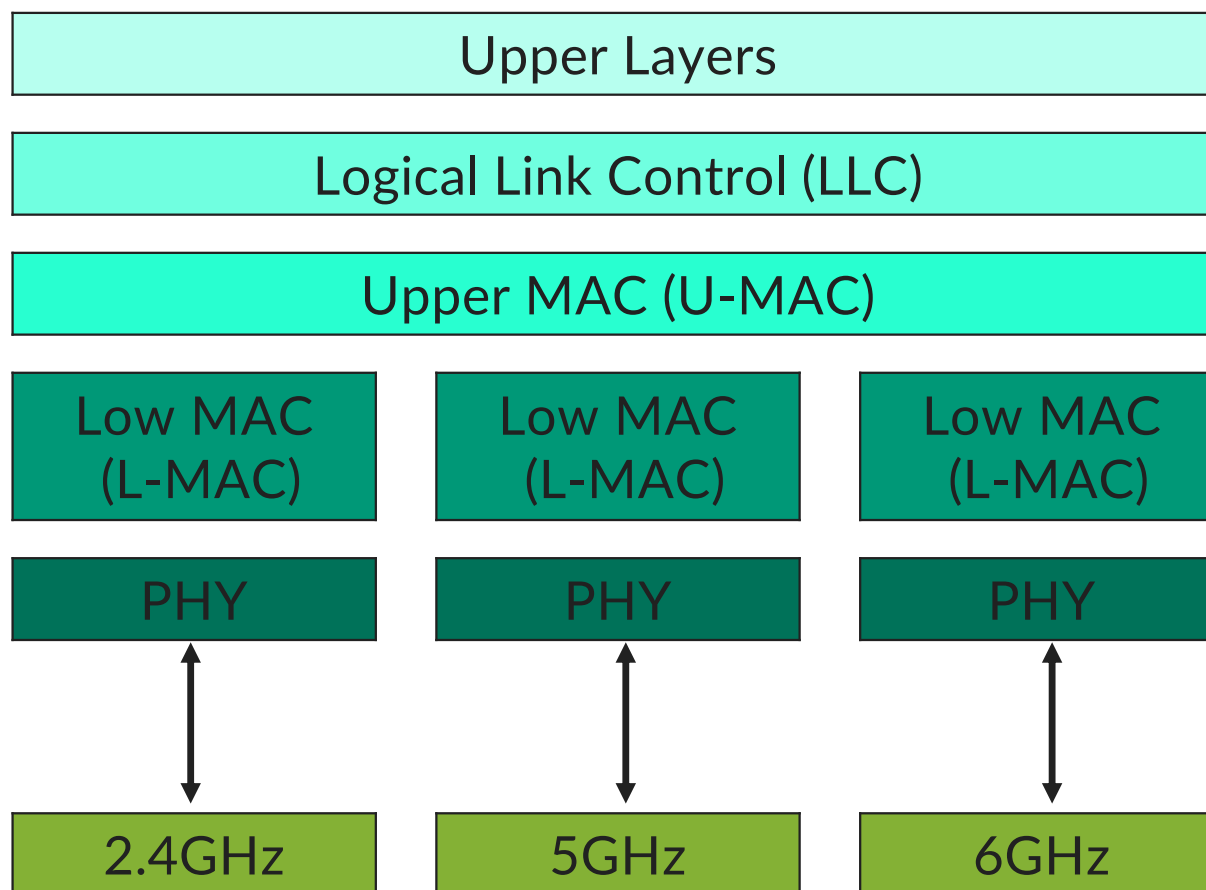 Upper Layers
Logical Link Control (LLC)
Upper MAC (U-MAC)
Low MAC
(L-MAC)
Low MAC
(L-MAC)
Low MAC
(L-MAC)
PHY
PHY
PHY
2.4GHz
5GHz
6GHz